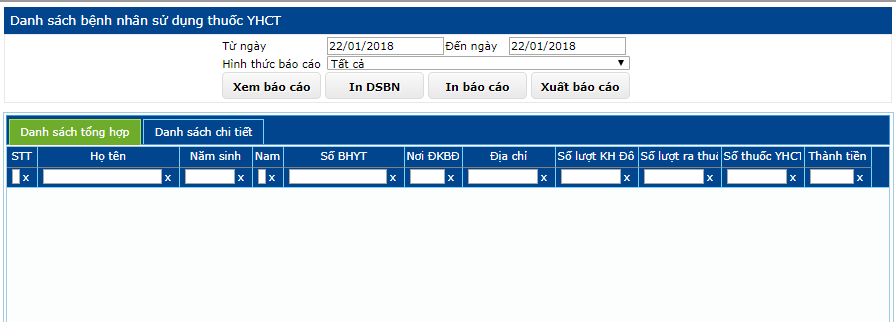 Danh sách bệnh nhân sử dụng thuốc YHCT
Từ ngày 22/01/2018 Đến ngày 22/01/2018
Hình thức báo cáo Tất cả
Xem báo cáo In DSBN In báo cáo Xuất báo cáo
Danh sách tổng hợp Danh sách chi tiết
STT Họ tên Năm sinh Nam Số BHYT Nơi ĐKBĐ Địa chỉ Số lượt KH Đô Số lượt ra thuố Số thuốc YHCT Thành tiền
x x x x x x x x x x x